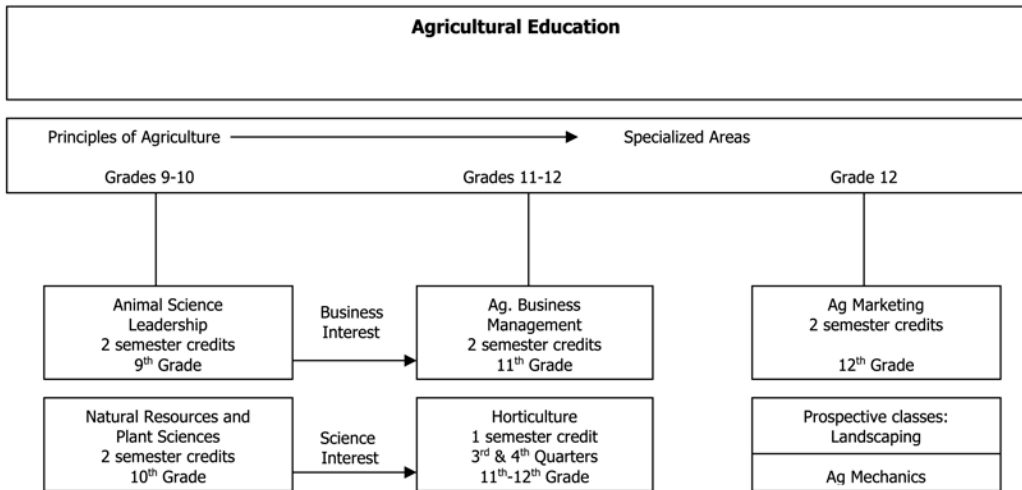 Agricultural Education
Principles of Agriculture
Specialized Areas
Grades 9-10
Grades 11-12
Grade 12
Animal Science
Leadership
2 semester credits
9th Grade
Business
Interest
Ag. Business
Management
2 semester credits
11th Grade
Ag Marketing
2 semester credits
12th Grade
Natural Resources and
Plant Sciences
2 semester credits
10th Grade
Science
Interest
Horticulture
1 semester credit
3rd & 4th Quarters
11th-12th Grade
Prospective classes:
Landscaping
Ag Mechanics